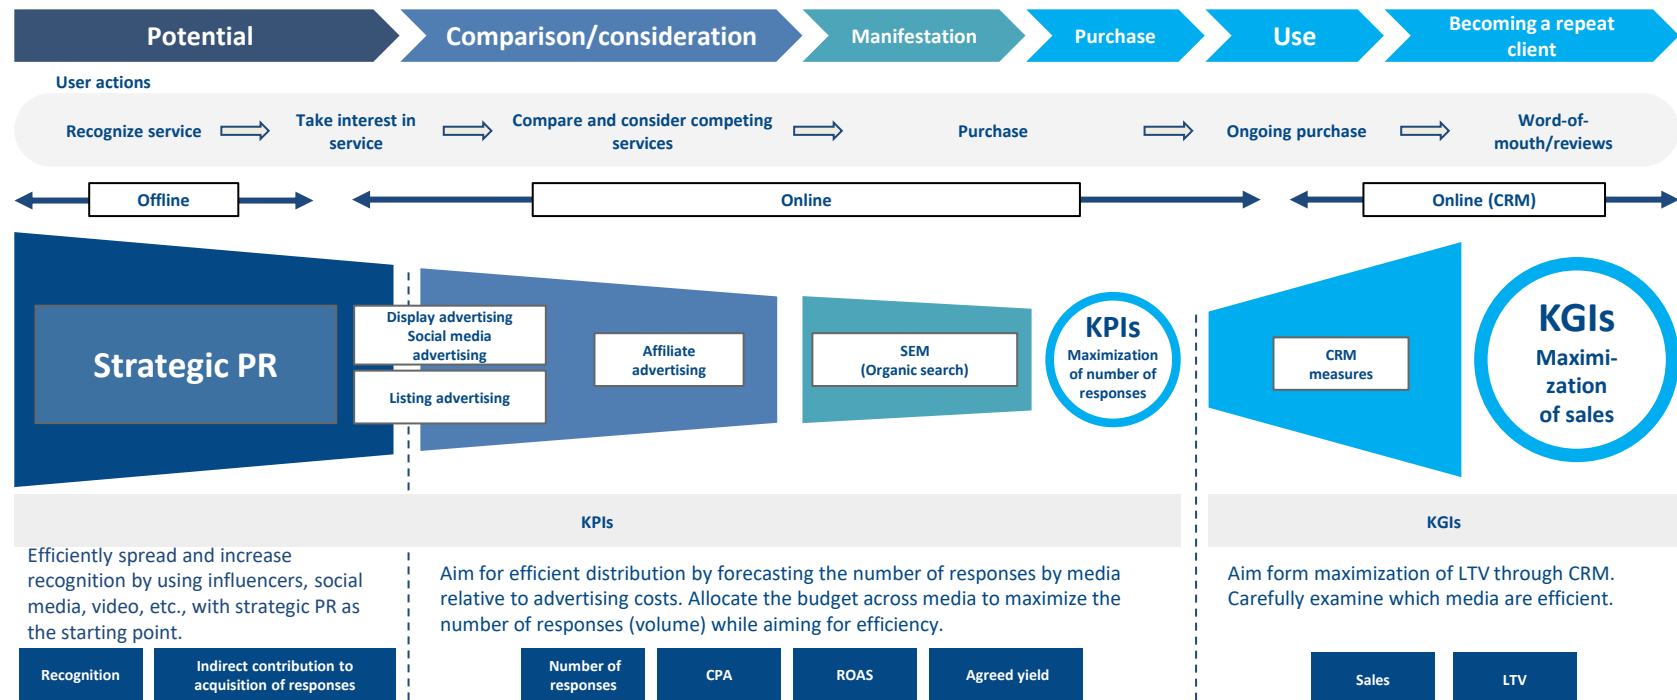 Potential
Comparison/consideration
Manifestation
Purchase
Use
Becoming a repeat
client
User actions
Recognize service
Take interest in
service
Compare and consider competing
services
Purchase
Ongoing purchase
Word-of-
mouth/reviews
Offline
Online
Online (CRM)
Strategic PR
Display advertising
Social media
advertising
Listing advertising
Affiliate
advertising
SEM
(Organic search)
KPIs
Maximization
of number of
responses
CRM
measures
KGIs
Maximi-
zation
of sales
KPIs
KGIs
Efficiently spread and increase
recognition by using influencers, social
media, video, etc., with strategic PR as
the starting point.
Aim for efficient distribution by forecasting the number of responses by media
relative to advertising costs. Allocate the budget across media to maximize the
number of responses (volume) while aiming for efficiency.
Aim form maximization of LTV through CRM.
Carefully examine which media are efficient.
Recognition
Indirect contribution to
acquisition of responses
Number of
responses
CPA
ROAS
Agreed yield
Sales
LTV